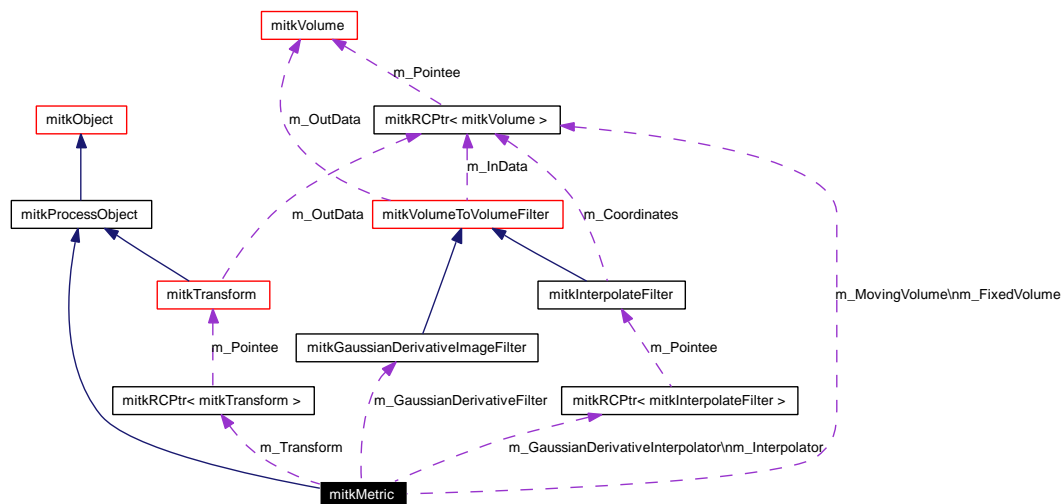 mitkVolume
m_Pointee
mitkObject
m_OutData
mitkRCPtr< mitkVolume >
m_InData
mitkProcessObject
m_OutData
mitkVolumeToVolumeFilter
m_Coordinates
mitkTransform
mitkInterpolateFilter
m_MovingVolume\nm_FixedVolume
m_Pointee
mitkGaussianDerivativeImageFilter
m_Pointee
mitkRCPtr< mitkTransform >
m_GaussianDerivativeFilter
mitkRCPtr< mitkInterpolateFilter >
m_Transform
m_GaussianDerivativeInterpolator\nm_Interpolator
mitkMetric